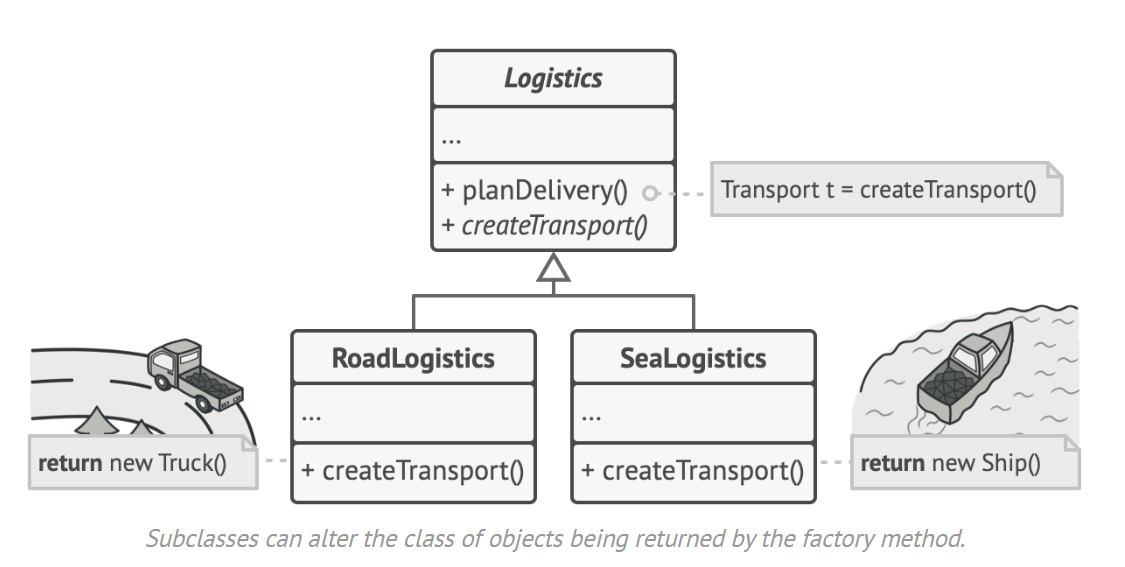 Logistics
...
+ planDelivery()
Transport t = createTransport()
+ createTransport()
RoadLogistics
...
+ createTransport()
return new Truck()
SeaLogistics
...
+ createTransport()
return new Ship()
Subclasses can alter the class of objects being returned by the factory method.